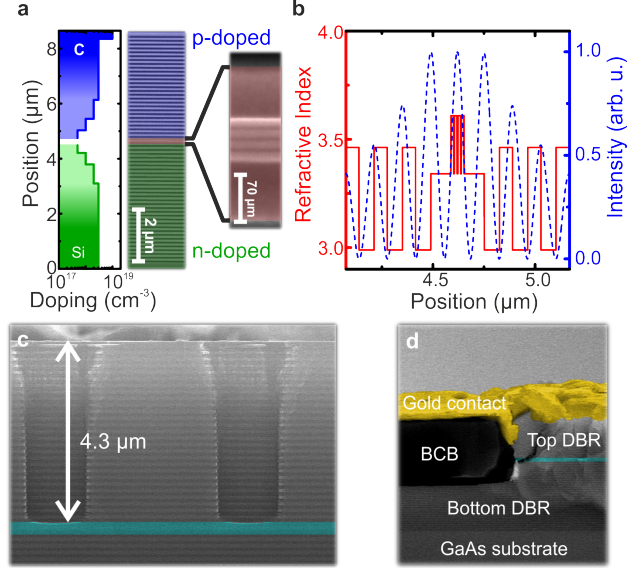 a
C
p-doped
8
6
4
2
0
Position (μm)
Si
2 μm
n-doped
70 μm
10^17
10^19
Doping (cm^-3)
b
4.0
3.5
3.0
Refractive Index
1.0
0.5
0.0
Intensity (arb. u.)
4.5
5.0
Position (μm)
c
4.3 μm
d
Gold contact
BCB
Top DBR
Bottom DBR
GaAs substrate